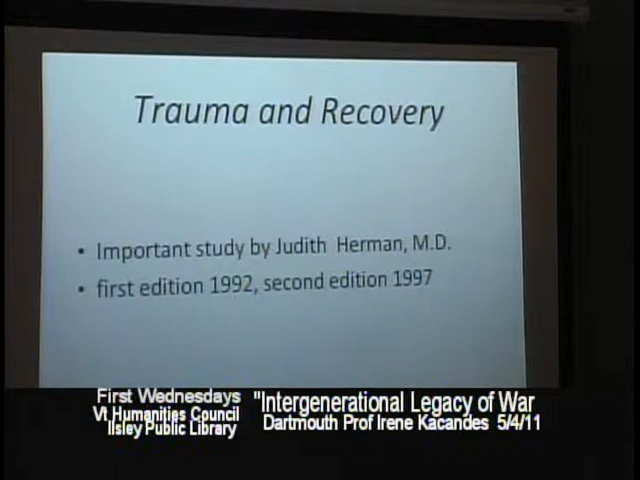 Trauma and Recovery
• Important study by Judith Herman, M.D.
• first edition 1992, second edition 1997
First Wednesdays
Vt Humanities Council
Ilsley Public Library
"Intergenerational Legacy of War
Dartmouth Prof Irene Kacandes 5/4/11